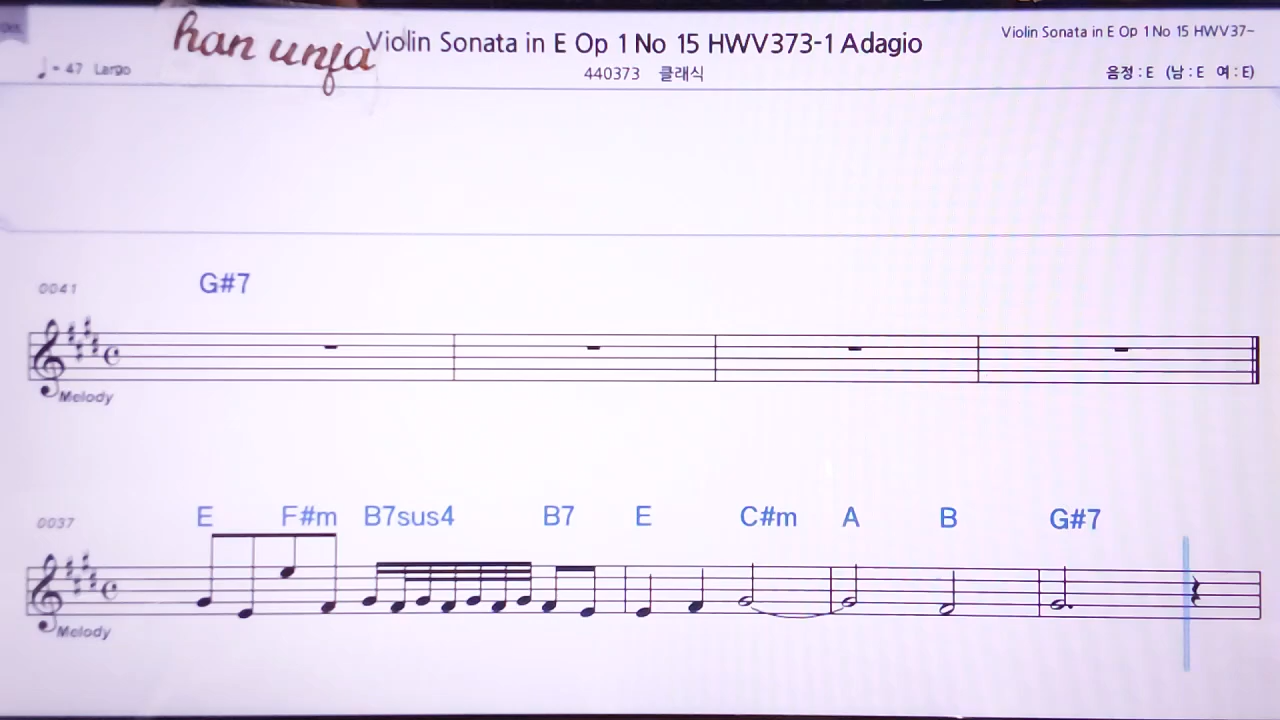 han unja
Violin Sonata in E Op 1 No 15 HWV373-1 Adagio
Violin Sonata in E Op 1 No 15 HWV37-
♩ = 47 Largo
440373 클래식
음정 : E (남 : E 여 : E)
0041
G#7
Melody
0037
E F#m B7sus4 B7 E C#m A B G#7
Melody